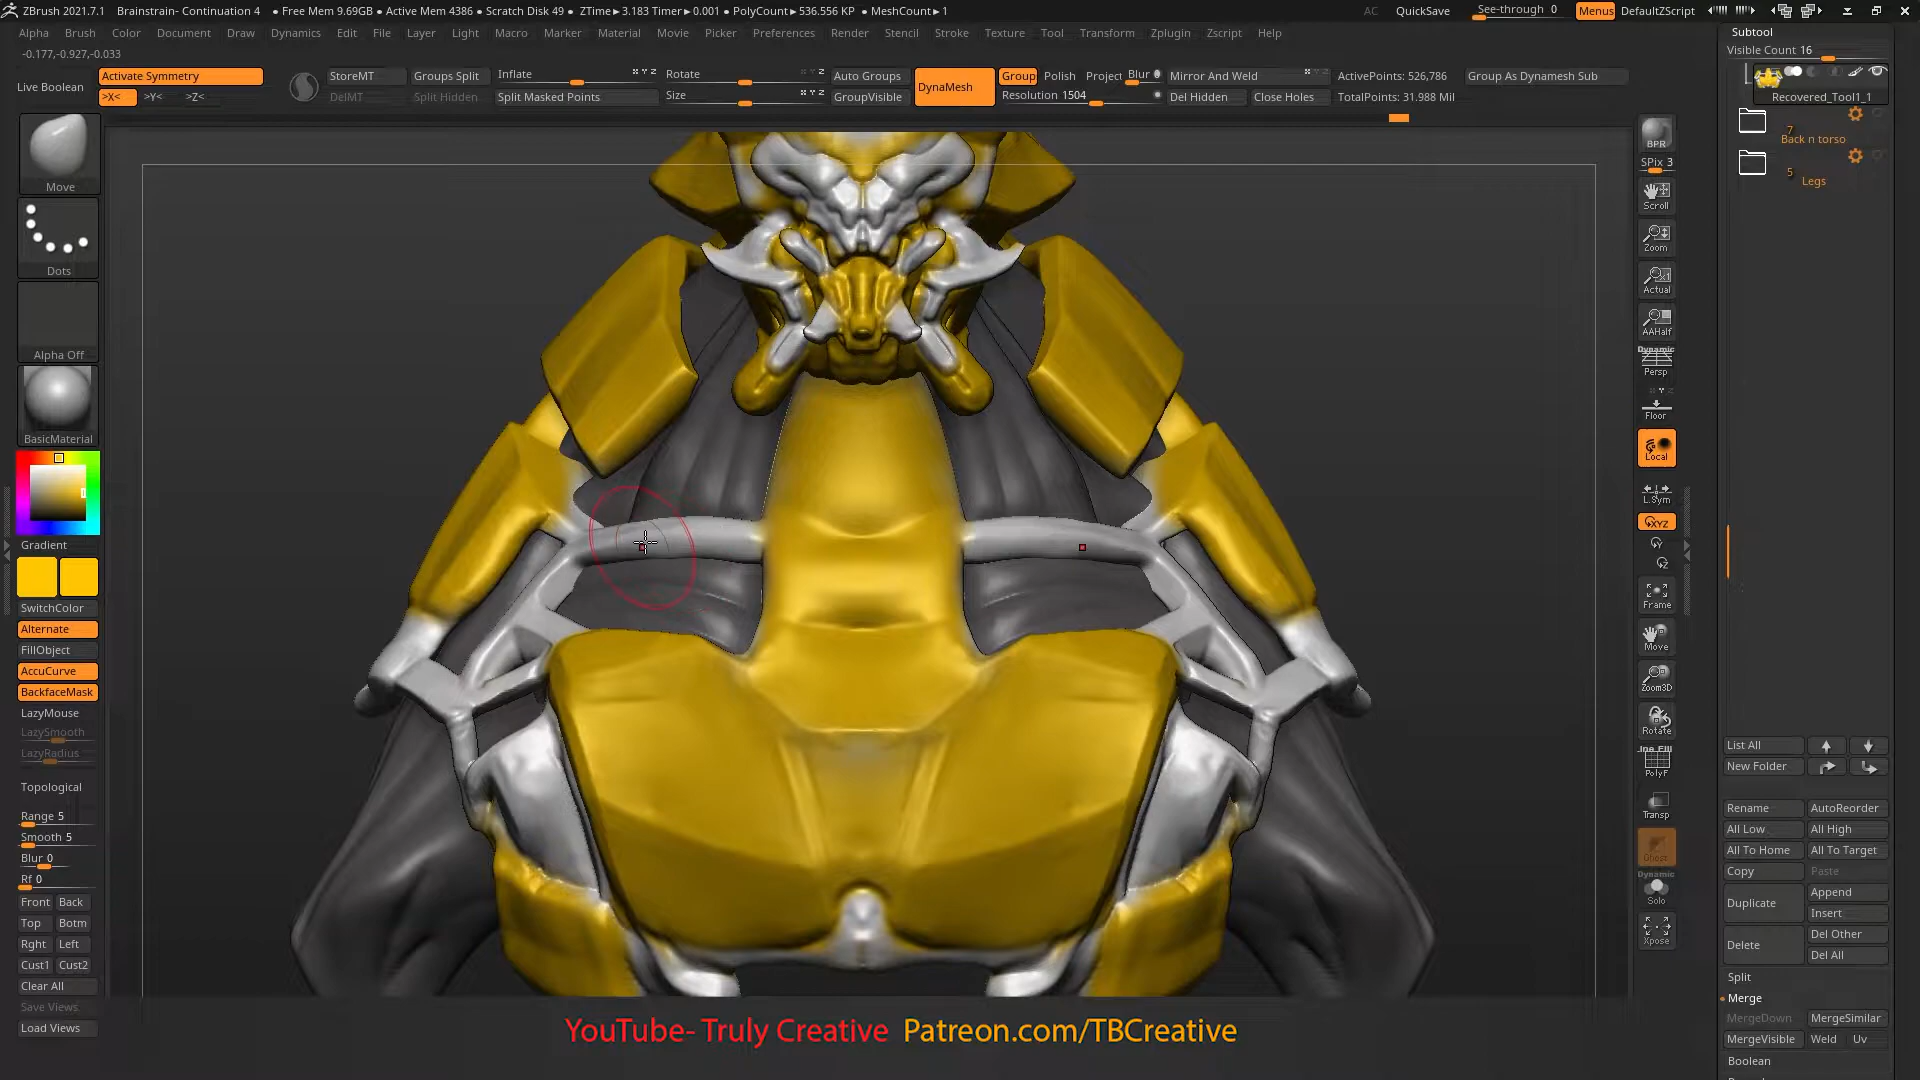 ZBrush 2021.7.1 Brainstrain- Continuation 4 • Free Mem 9.69GB • Active Mem 4386 • Scratch Disk 49 • ZTime▸3.183 Timer▸0.001 • PolyCount▸536.556 KP • MeshCount▸1 AC QuickSave See-through 0 Menus DefaultZScript
Alpha Brush Color Document Draw Dynamics Edit File Layer Light Macro Marker Material Movie Picker Preferences Render Stencil Stroke Texture Tool Transform Zplugin Zscript Help
-0.177,-0.927,-0.033
Live Boolean
Activate Symmetry
>X< >Y< >Z<
StoreMT
DelMT
Groups Split
Split Hidden
Inflate
Split Masked Points
Rotate
Size
Auto Groups
GroupVisible
DynaMesh
Group Polish Project Blur 0
Resolution 1504
Mirror And Weld
Del Hidden Close Holes
ActivePoints: 526,786
TotalPoints: 31.988 Mil
Group As Dynamesh Sub
Move
Dots
Alpha Off
BasicMaterial
Gradient
SwitchColor
Alternate
FillObject
AccuCurve
BackfaceMask
LazyMouse
LazySmooth
LazyRadius
Topological
Range 5
Smooth 5
Blur 0
Rf 0
Front Back
Top Botm
Rght Left
Cust1 Cust2
Clear All
Save Views
Load Views
BPR
SPix 3
Scroll
Zoom
Actual
AAHalf
Dynamic
Persp
Floor
Local
L.Sym
XYZ
Y
Z
Frame
Move
Zoom3D
Rotate
Line Fill
PolyF
Transp
Ghost
Dynamic
Solo
Xpose
Subtool
Visible Count 16
Recovered_Tool1_1
7
Back n torso
5
Legs
List All
New Folder
Rename AutoReorder
All Low All High
All To Home All To Target
Copy Paste
Duplicate Append
Insert
Delete Del Other
Del All
Split
Merge
MergeDown MergeSimilar
MergeVisible Weld Uv
Boolean
YouTube- Truly Creative Patreon.com/TBCreative